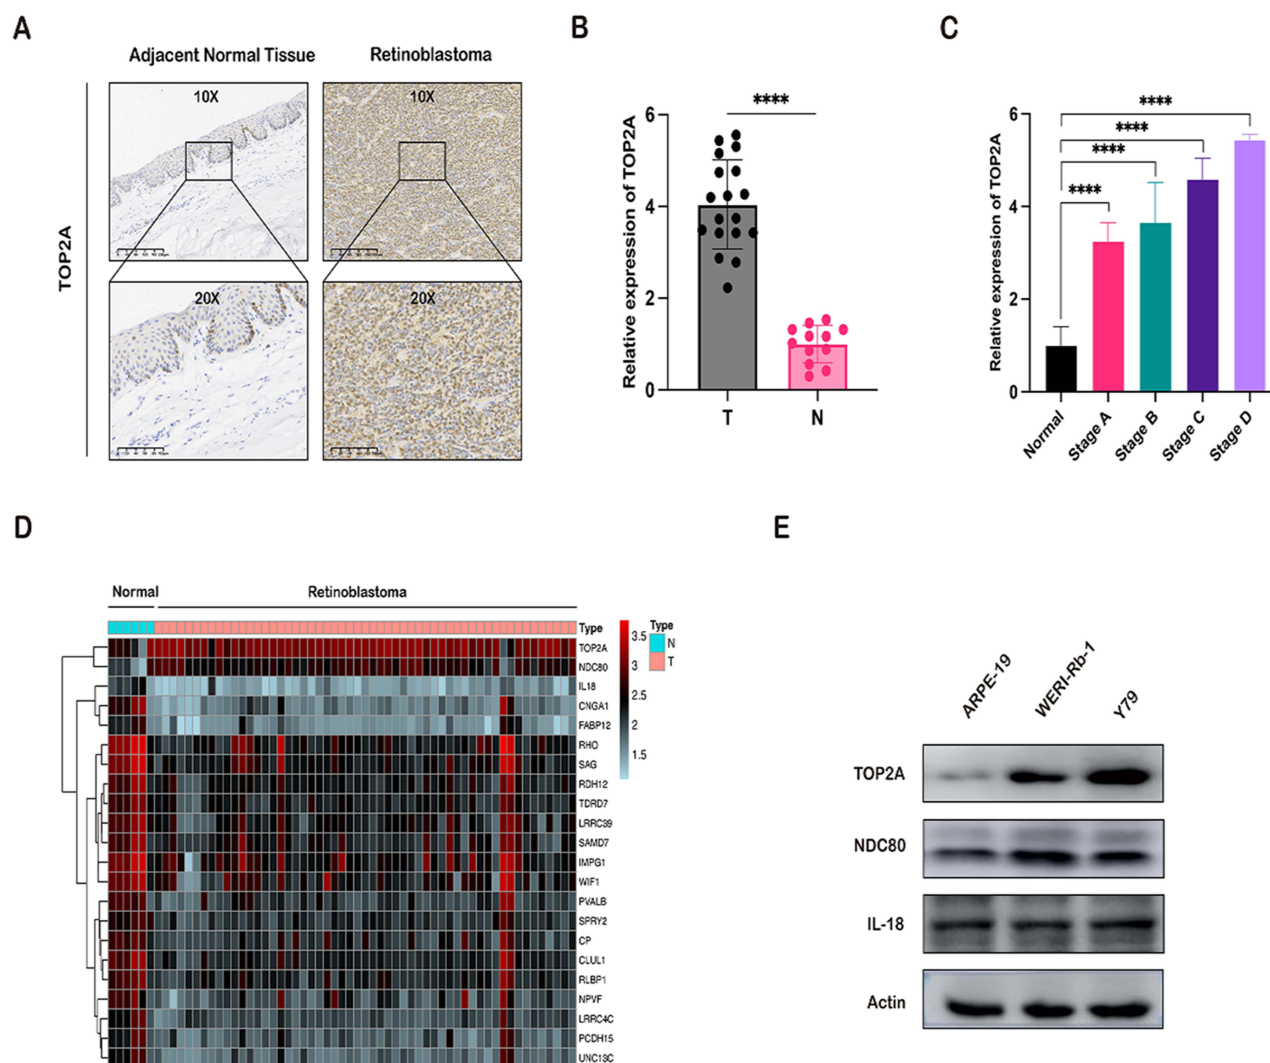 A
Adjacent Normal Tissue
Retinoblastoma
TOP2A
10X
10X
20X
20X
B
Relative expression of TOP2A
6
4
2
0
****
T
N
C
Relative expression of TOP2A
6
4
2
0
****
****
****
****
Normal
Stage A
Stage B
Stage C
Stage D
D
Normal
Retinoblastoma
Type
TOP2A
NDC80
IL18
CNGA1
FABP12
RHO
SAG
RDH12
TDRD7
LRRC39
SAMD7
IMPG1
WIF1
PVALB
SPRY2
CP
CLUL1
RLBP1
NPVF
LRRC4C
PCDH15
UNC13C
3.5
3
2.5
2
1.5
Type
N
T
E
ARPE-19
WERI-Rb-1
Y79
TOP2A
NDC80
IL-18
Actin